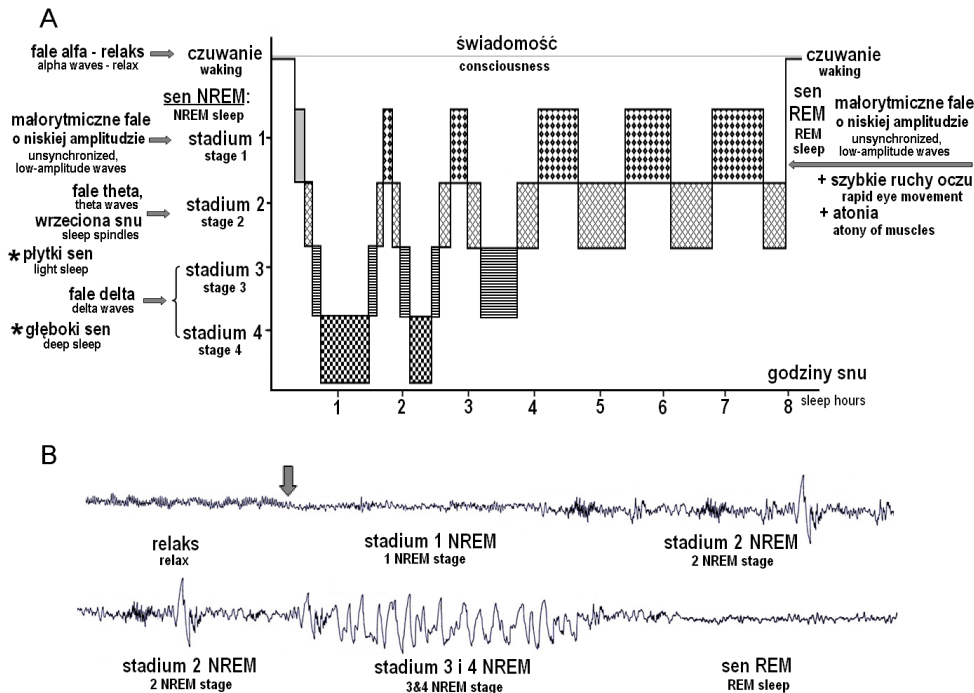 A
fale alfa - relaks
alpha waves - relax
czuwanie
waking
świadomość
consciousness
czuwanie
waking
sen NREM:
NREM sleep
małorytmiczne fale
o niskiej amplitudzie
unsynchronized,
low-amplitude waves
stadium 1
stage 1
fale theta,
theta waves
wrzeciona snu
sleep spindles
stadium 2
stage 2
* płytki sen
light sleep
stadium 3
stage 3
fale delta
delta waves
* głęboki sen
deep sleep
stadium 4
stage 4
sen
REM
REM
sleep
małorytmiczne fale
o niskiej amplitudzie
unsynchronized,
low-amplitude waves
+ szybkie ruchy oczu
rapid eye movement
+ atonia
atony of muscles
godziny snu
sleep hours
1 2 3 4 5 6 7 8
B
relaks
relax
stadium 1 NREM
1 NREM stage
stadium 2 NREM
2 NREM stage
stadium 2 NREM
2 NREM stage
stadium 3 i 4 NREM
3&4 NREM stage
sen REM
REM sleep